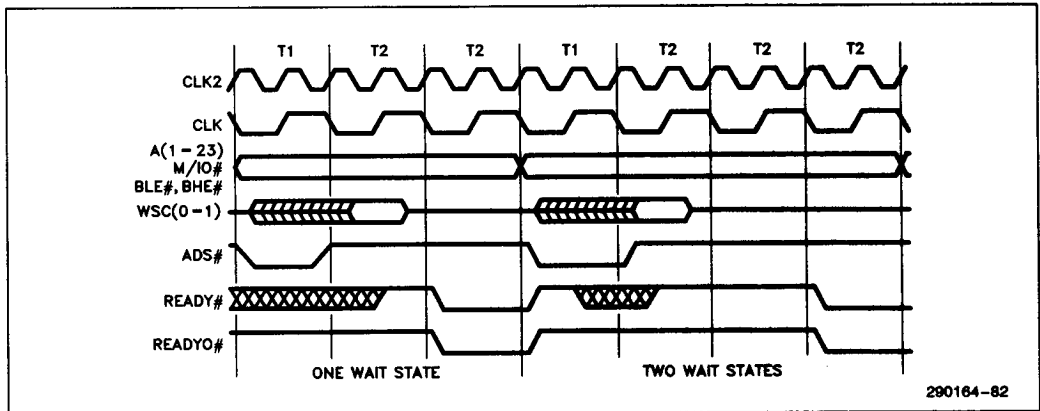 T1 T2 T2 T1 T2 T2 T2
CLK2
CLK
A(1-23)
M/IO#
BLE#, BHE#
WSC(0-1)
ADS#
READY#
READYO#
ONE WAIT STATE TWO WAIT STATES
290164-82